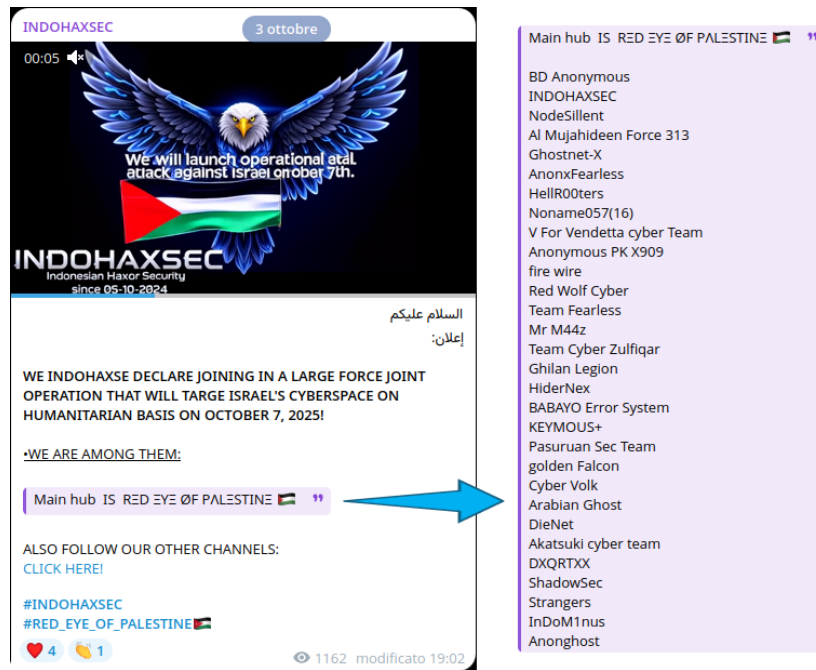 INDOHAXSEC
3 ottobre
00:05
We will launch operational atal
attack against israel on ober 7th.
INDOHAXSEC
Indonesian Haxor Security
since 05-10-2024
السلام عليكم
إعلان:
WE INDOHAXSE DECLARE JOINING IN A LARGE FORCE JOINT
OPERATION THAT WILL TARGE ISRAEL'S CYBERSPACE ON
HUMANITARIAN BASIS ON OCTOBER 7, 2025!
•WE ARE AMONG THEM:
Main hub IS RΞD ΞYΞ ØF PΛLΞSTINΞ 🇵🇸
ALSO FOLLOW OUR OTHER CHANNELS:
CLICK HERE!
#INDOHAXSEC
#RED_EYE_OF_PALESTINE🇵🇸
❤️ 4 👏 1
1162 modificato 19:02
Main hub IS RΞD ΞYΞ ØF PΛLΞSTINΞ 🇵🇸
BD Anonymous
INDOHAXSEC
NodeSillent
Al Mujahideen Force 313
Ghostnet-X
AnonxFearless
HellR00ters
Noname057(16)
V For Vendetta cyber Team
Anonymous PK X909
fire wire
Red Wolf Cyber
Team Fearless
Mr M44z
Team Cyber Zulfiqar
Ghilan Legion
HiderNex
BABAYO Error System
KEYMOUS+
Pasuruan Sec Team
golden Falcon
Cyber Volk
Arabian Ghost
DieNet
Akatsuki cyber team
DXQRTXX
ShadowSec
Strangers
InDoM1nus
Anonghost